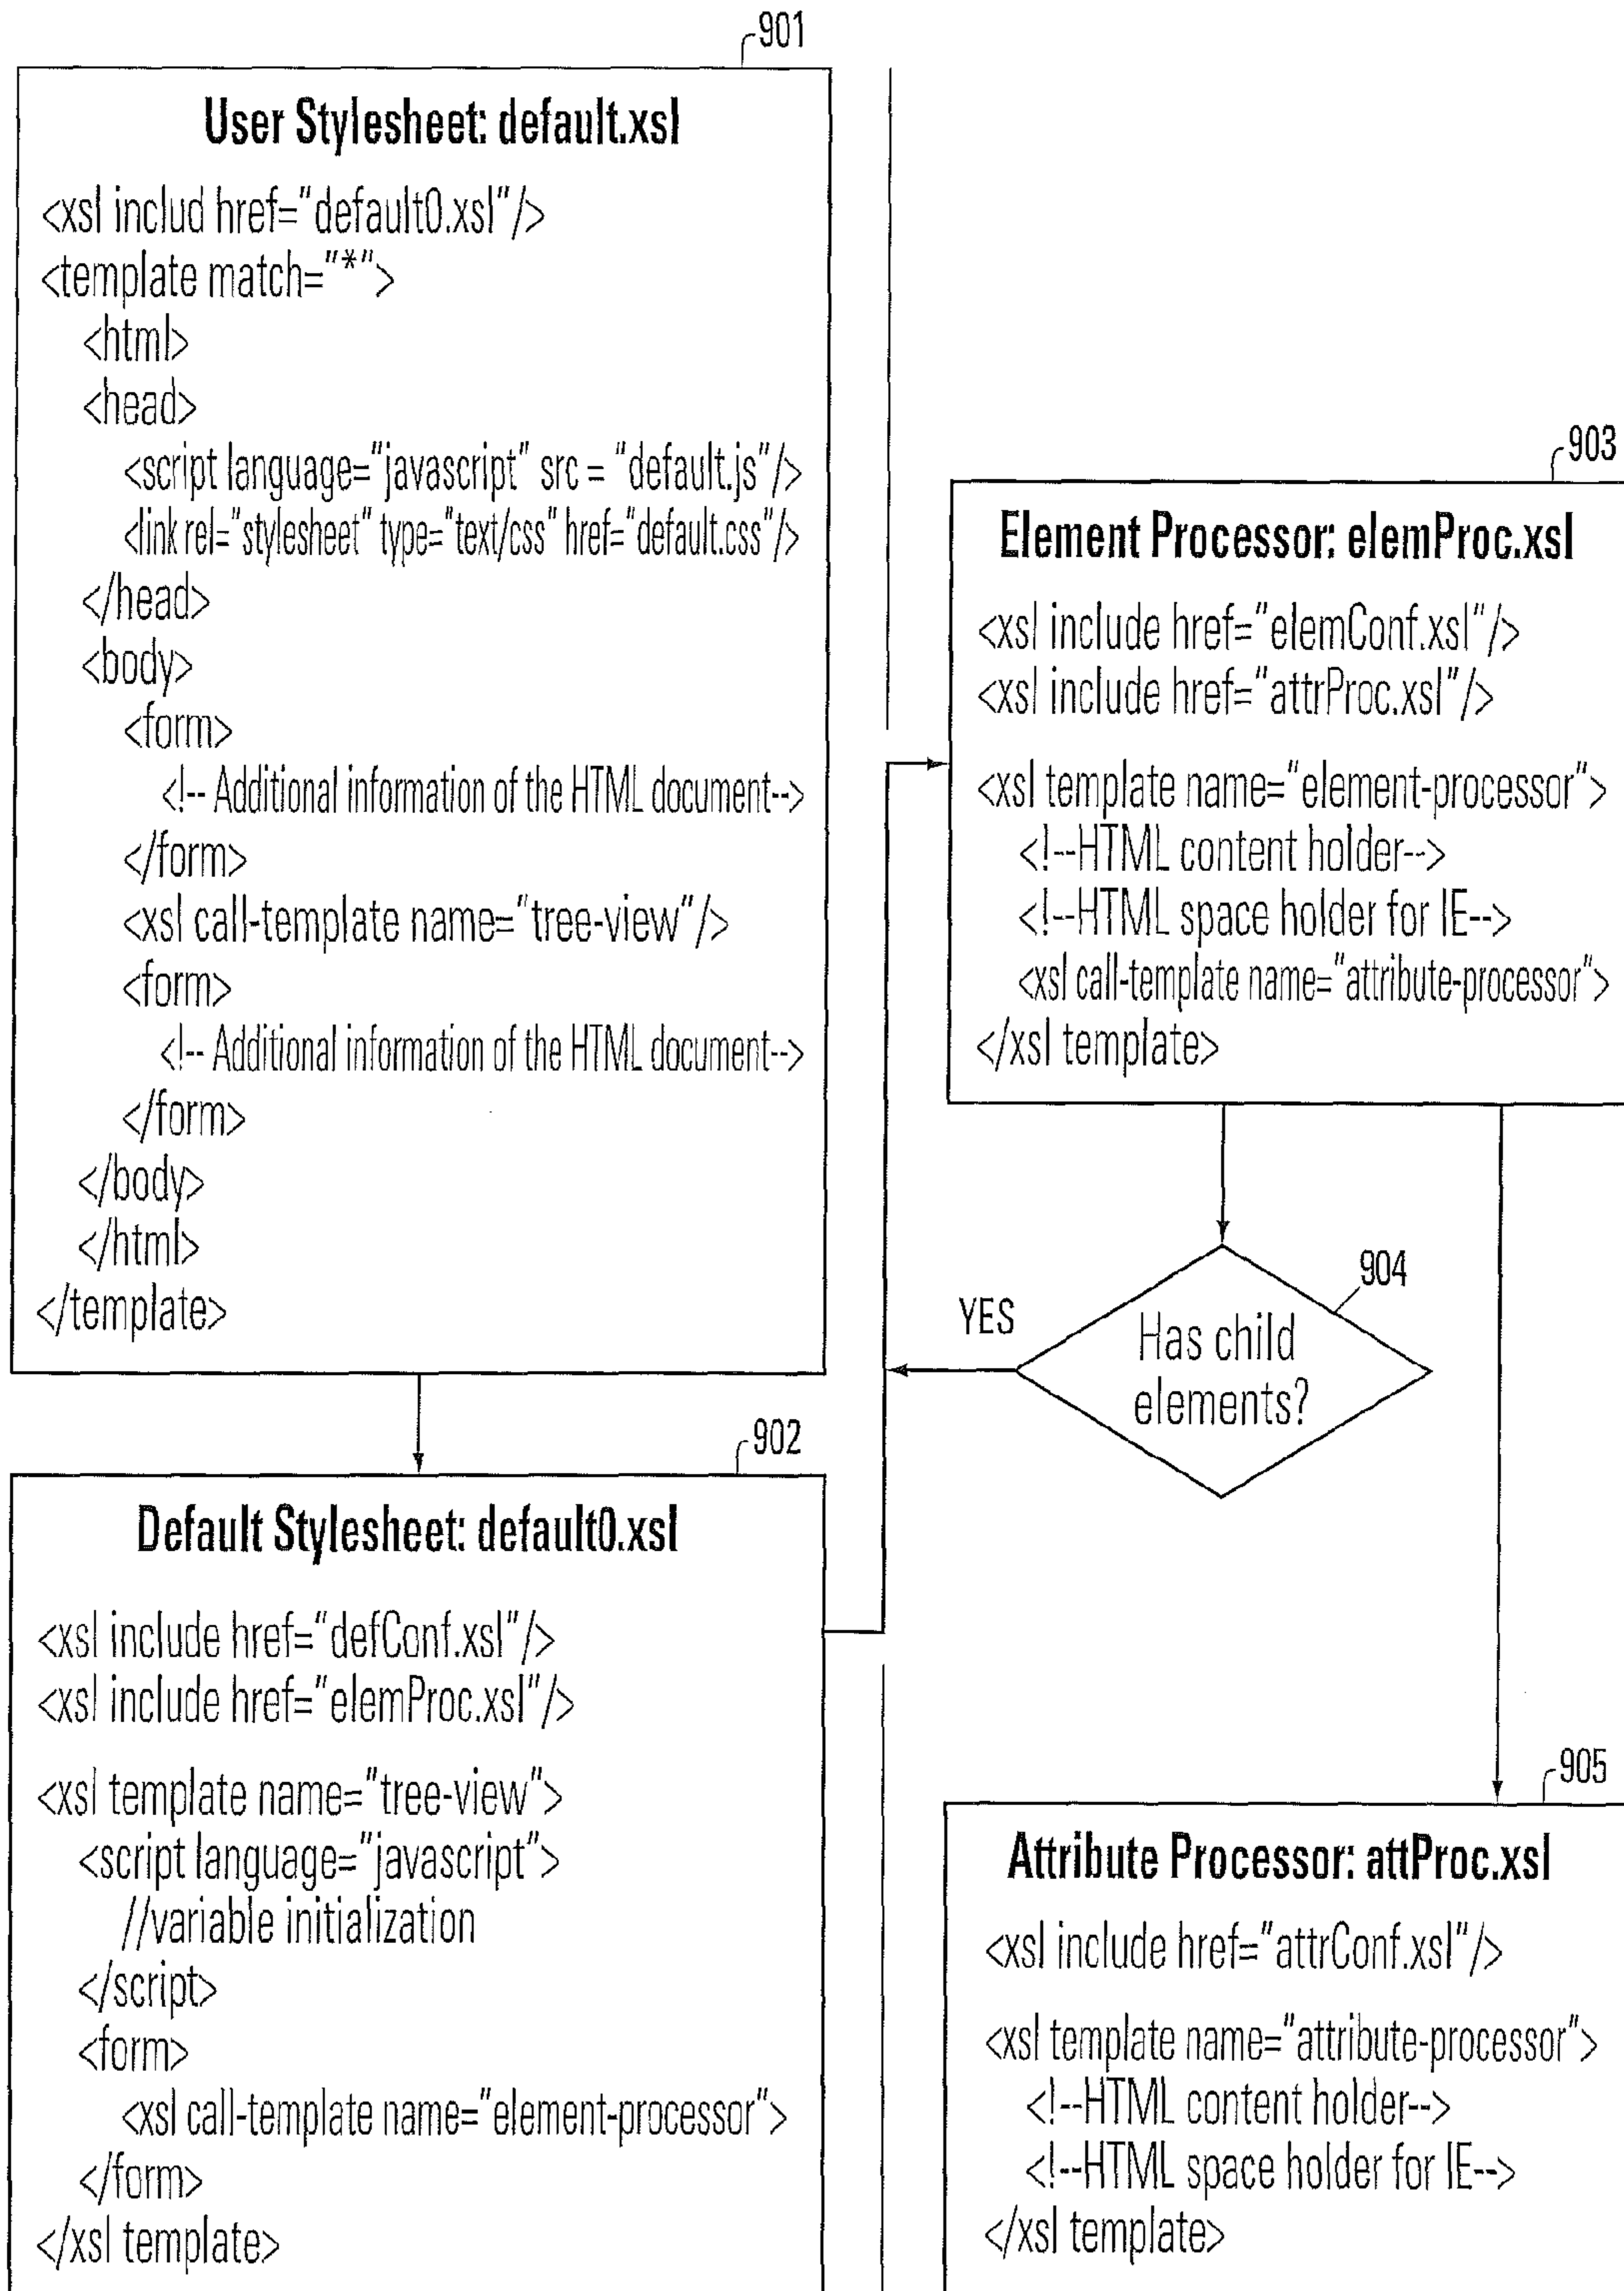 901
User Stylesheet: default.xsl
<xsl includ href="default0.xsl"/>
<template match="*">
<html>
<head>
<script language="javascript" src = "default.js"/>
<link rel="stylesheet" type="text/css" href="default.css"/>
</head>
<body>
<form>
<!-- Additional information of the HTML document-->
</form>
<xsl call-template name="tree-view"/>
<form>
<!-- Additional information of the HTML document-->
</form>
</body>
</html>
</template>
902
Default Stylesheet: default0.xsl
<xsl include href="defConf.xsl"/>
<xsl include href="elemProc.xsl"/>
<xsl template name="tree-view">
<script language="javascript">
//variable initialization
</script>
<form>
<xsl call-template name="element-processor">
</form>
</xsl template>
903
Element Processor: elemProc.xsl
<xsl include href="elemConf.xsl"/>
<xsl include href="attrProc.xsl"/>
<xsl template name="element-processor">
<!--HTML content holder-->
<!--HTML space holder for IE-->
<xsl call-template name="attribute-processor">
</xsl template>
904
YES
Has child
elements?
905
Attribute Processor: attProc.xsl
<xsl include href="attrConf.xsl"/>
<xsl template name="attribute-processor">
<!--HTML content holder-->
<!--HTML space holder for IE-->
</xsl template>